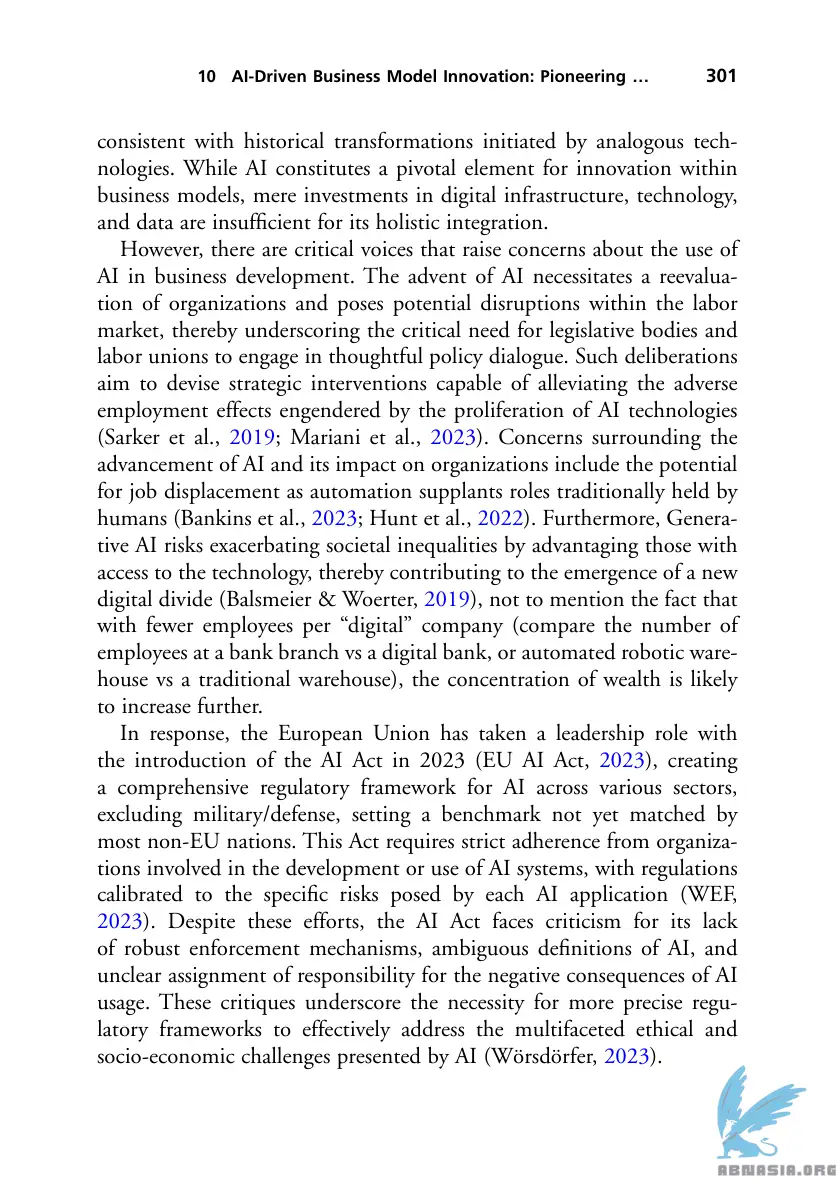 10 AI-Driven Business Model Innovation: Pioneering … 301
consistent with historical transformations initiated by analogous tech-
nologies. While AI constitutes a pivotal element for innovation within
business models, mere investments in digital infrastructure, technology,
and data are insufficient for its holistic integration.
However, there are critical voices that raise concerns about the use of
AI in business development. The advent of AI necessitates a reevalua-
tion of organizations and poses potential disruptions within the labor
market, thereby underscoring the critical need for legislative bodies and
labor unions to engage in thoughtful policy dialogue. Such deliberations
aim to devise strategic interventions capable of alleviating the adverse
employment effects engendered by the proliferation of AI technologies
(Sarker et al., 2019; Mariani et al., 2023). Concerns surrounding the
advancement of AI and its impact on organizations include the potential
for job displacement as automation supplants roles traditionally held by
humans (Bankins et al., 2023; Hunt et al., 2022). Furthermore, Genera-
tive AI risks exacerbating societal inequalities by advantaging those with
access to the technology, thereby contributing to the emergence of a new
digital divide (Balsmeier & Woerter, 2019), not to mention the fact that
with fewer employees per “digital” company (compare the number of
employees at a bank branch vs a digital bank, or automated robotic ware-
house vs a traditional warehouse), the concentration of wealth is likely
to increase further.
In response, the European Union has taken a leadership role with
the introduction of the AI Act in 2023 (EU AI Act, 2023), creating
a comprehensive regulatory framework for AI across various sectors,
excluding military/defense, setting a benchmark not yet matched by
most non-EU nations. This Act requires strict adherence from organiza-
tions involved in the development or use of AI systems, with regulations
calibrated to the specific risks posed by each AI application (WEF,
2023). Despite these efforts, the AI Act faces criticism for its lack
of robust enforcement mechanisms, ambiguous definitions of AI, and
unclear assignment of responsibility for the negative consequences of AI
usage. These critiques underscore the necessity for more precise regu-
latory frameworks to effectively address the multifaceted ethical and
socio-economic challenges presented by AI (Wörsdörfer, 2023).
ABNASIA.ORG